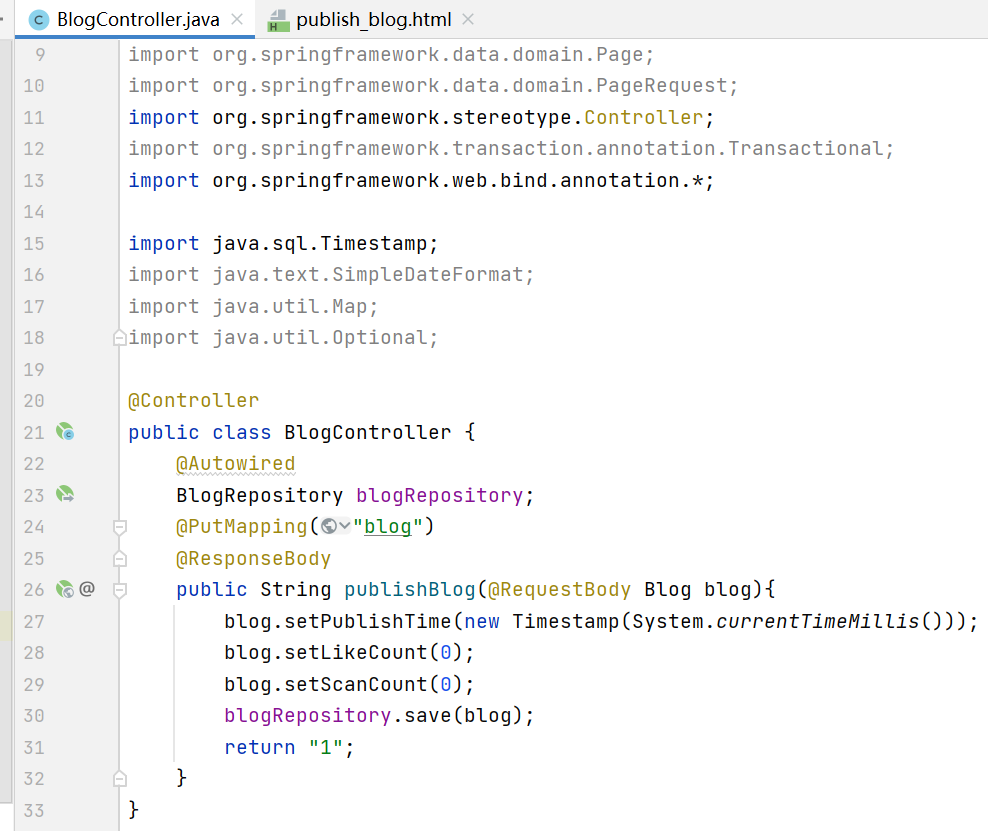 BlogController.java publish_blog.html
9 import org.springframework.data.domain.Page;
10 import org.springframework.data.domain.PageRequest;
11 import org.springframework.stereotype.Controller;
12 import org.springframework.transaction.annotation.Transactional;
13 import org.springframework.web.bind.annotation.*;
14
15 import java.sql.Timestamp;
16 import java.text.SimpleDateFormat;
17 import java.util.Map;
18 import java.util.Optional;
19
20 @Controller
21 public class BlogController {
22     @Autowired
23     BlogRepository blogRepository;
24     @PutMapping("blog")
25     @ResponseBody
26 @   public String publishBlog(@RequestBody Blog blog){
27         blog.setPublishTime(new Timestamp(System.currentTimeMillis()));
28         blog.setLikeCount(0);
29         blog.setScanCount(0);
30         blogRepository.save(blog);
31         return "1";
32     }
33 }